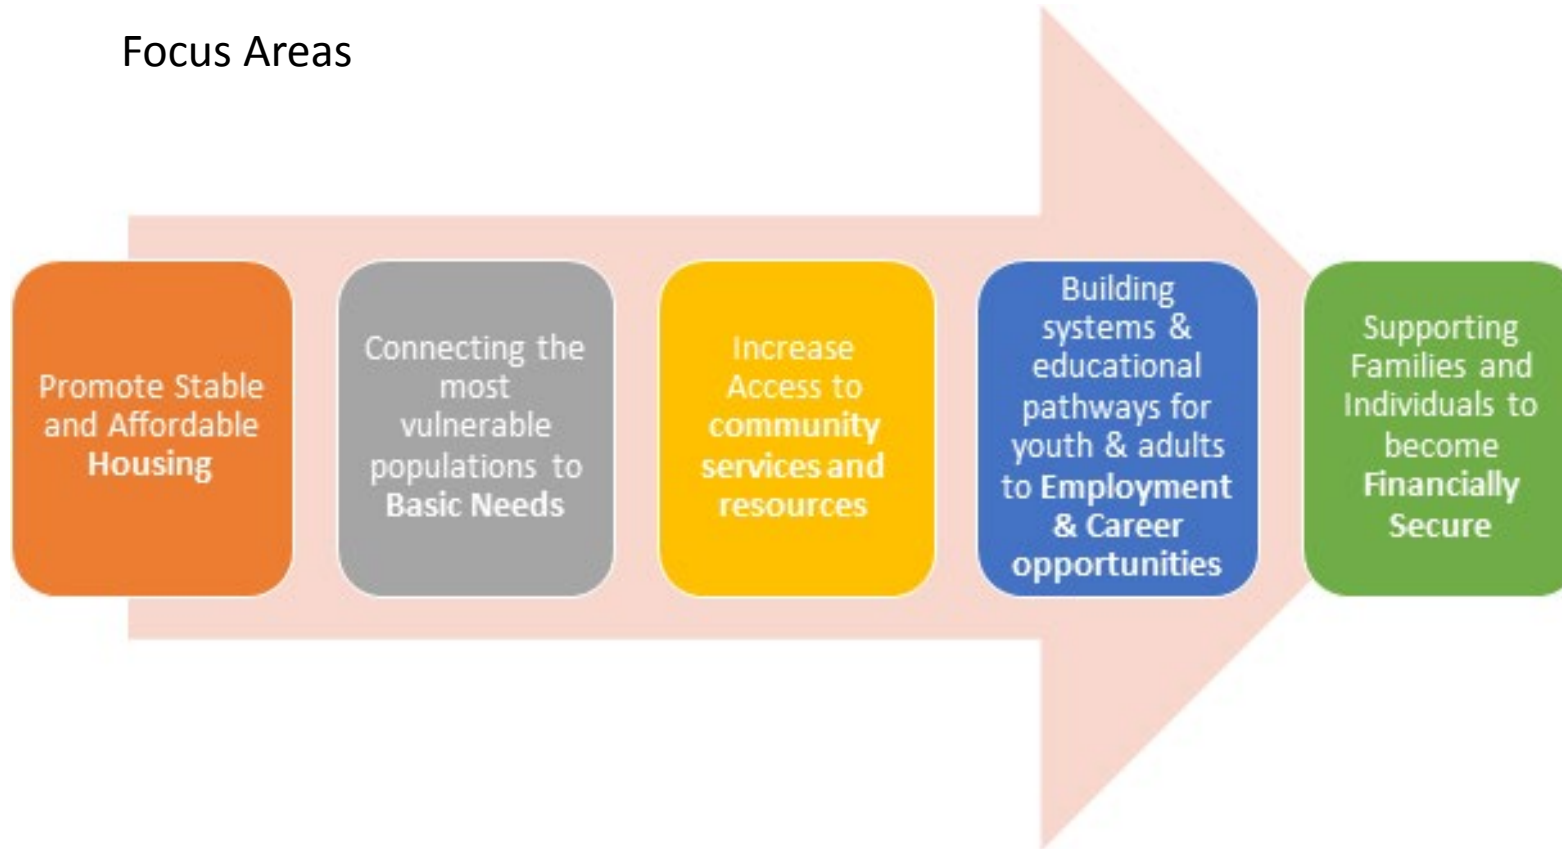 Focus Areas
Promote Stable
and Affordable
Housing
Connecting the
most
vulnerable
populations to
Basic Needs
Increase
Access to
community
services and
resources
Building
systems &
educational
pathways for
youth & adults
to Employment
& Career
opportunities
Supporting
Families and
Individuals to
become
Financially
Secure